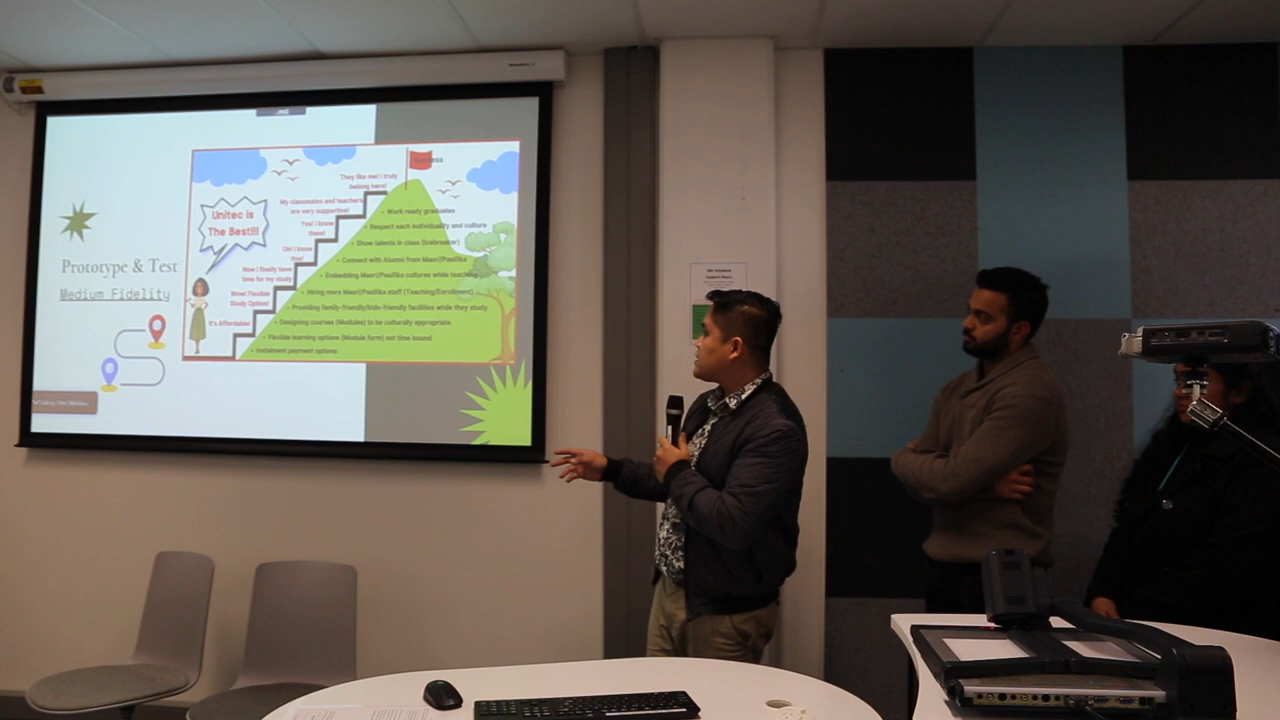 Prototype & Test
Medium Fidelity
Unitec is
The Best!!!
They like me! I truly
belong here!
My classmates and teachers
are very supportive!
Yes! I know
them!
Oh! I know
this!
Now I finally have
time for my study
Wow! Flexible
Study Option!
It's Affordable!
• Work ready graduates
• Respect each individuality and culture
• Show talents in class (Icebreaker)
• Connect with Alumni from Maori/Pasifika
• Embedding Maori/Pasifika cultures while teaching
• Hiring more Maori/Pasifika staff (Teaching/Enrollment)
• Providing family-friendly/kids-friendly facilities while they study
• Designing courses (Modules) to be culturally appropriate
• Flexible learning options (Module form) not time bound
• Instalment payment options